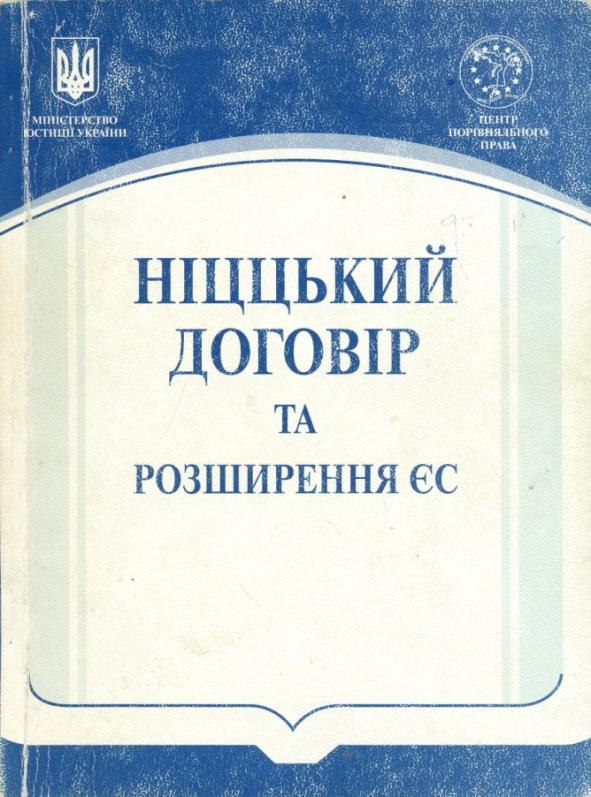 МІНІСТЕРСТВО
ЮСТИЦІЇ УКРАЇНИ
ЦЕНТР
ПОРІВНЯЛЬНОГО
ПРАВА
НІЦЦЬКИЙ
ДОГОВІР
ТА
РОЗШИРЕННЯ ЄС